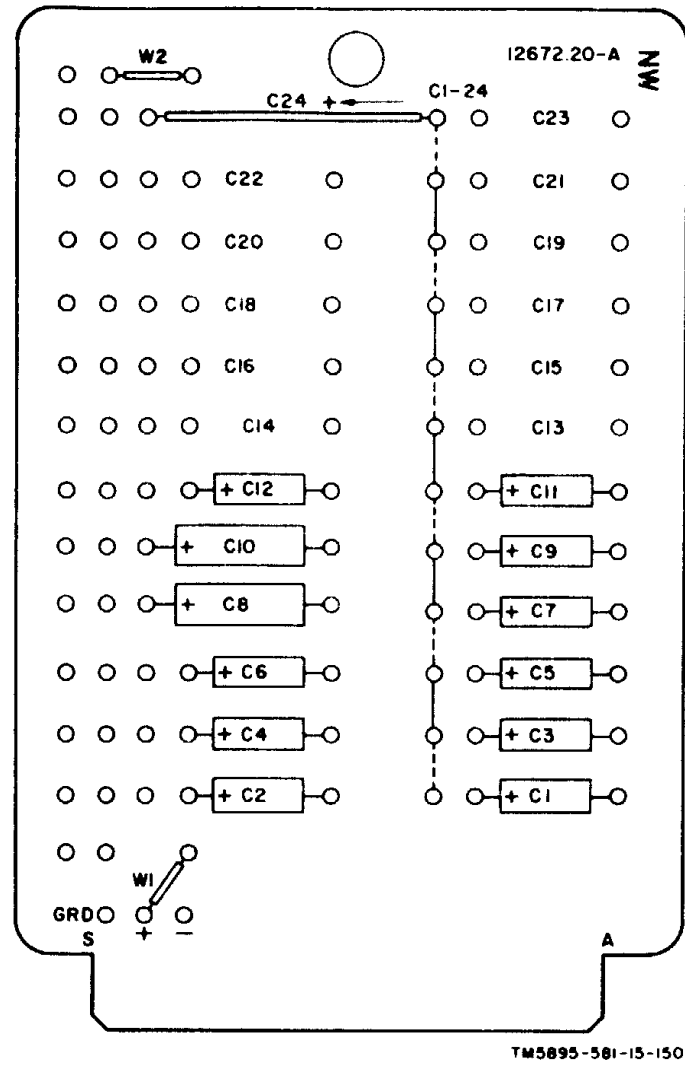 W2 12672.20-A NW
C24 + C1-24 C23
C22 C21
C20 C19
C18 C17
C16 C15
C14 C13
+ C12 + C11
+ C10 + C9
+ C8 + C7
+ C6 + C5
+ C4 + C3
+ C2 + C1
W1
GRD + −
S A
TM5895-581-15-150